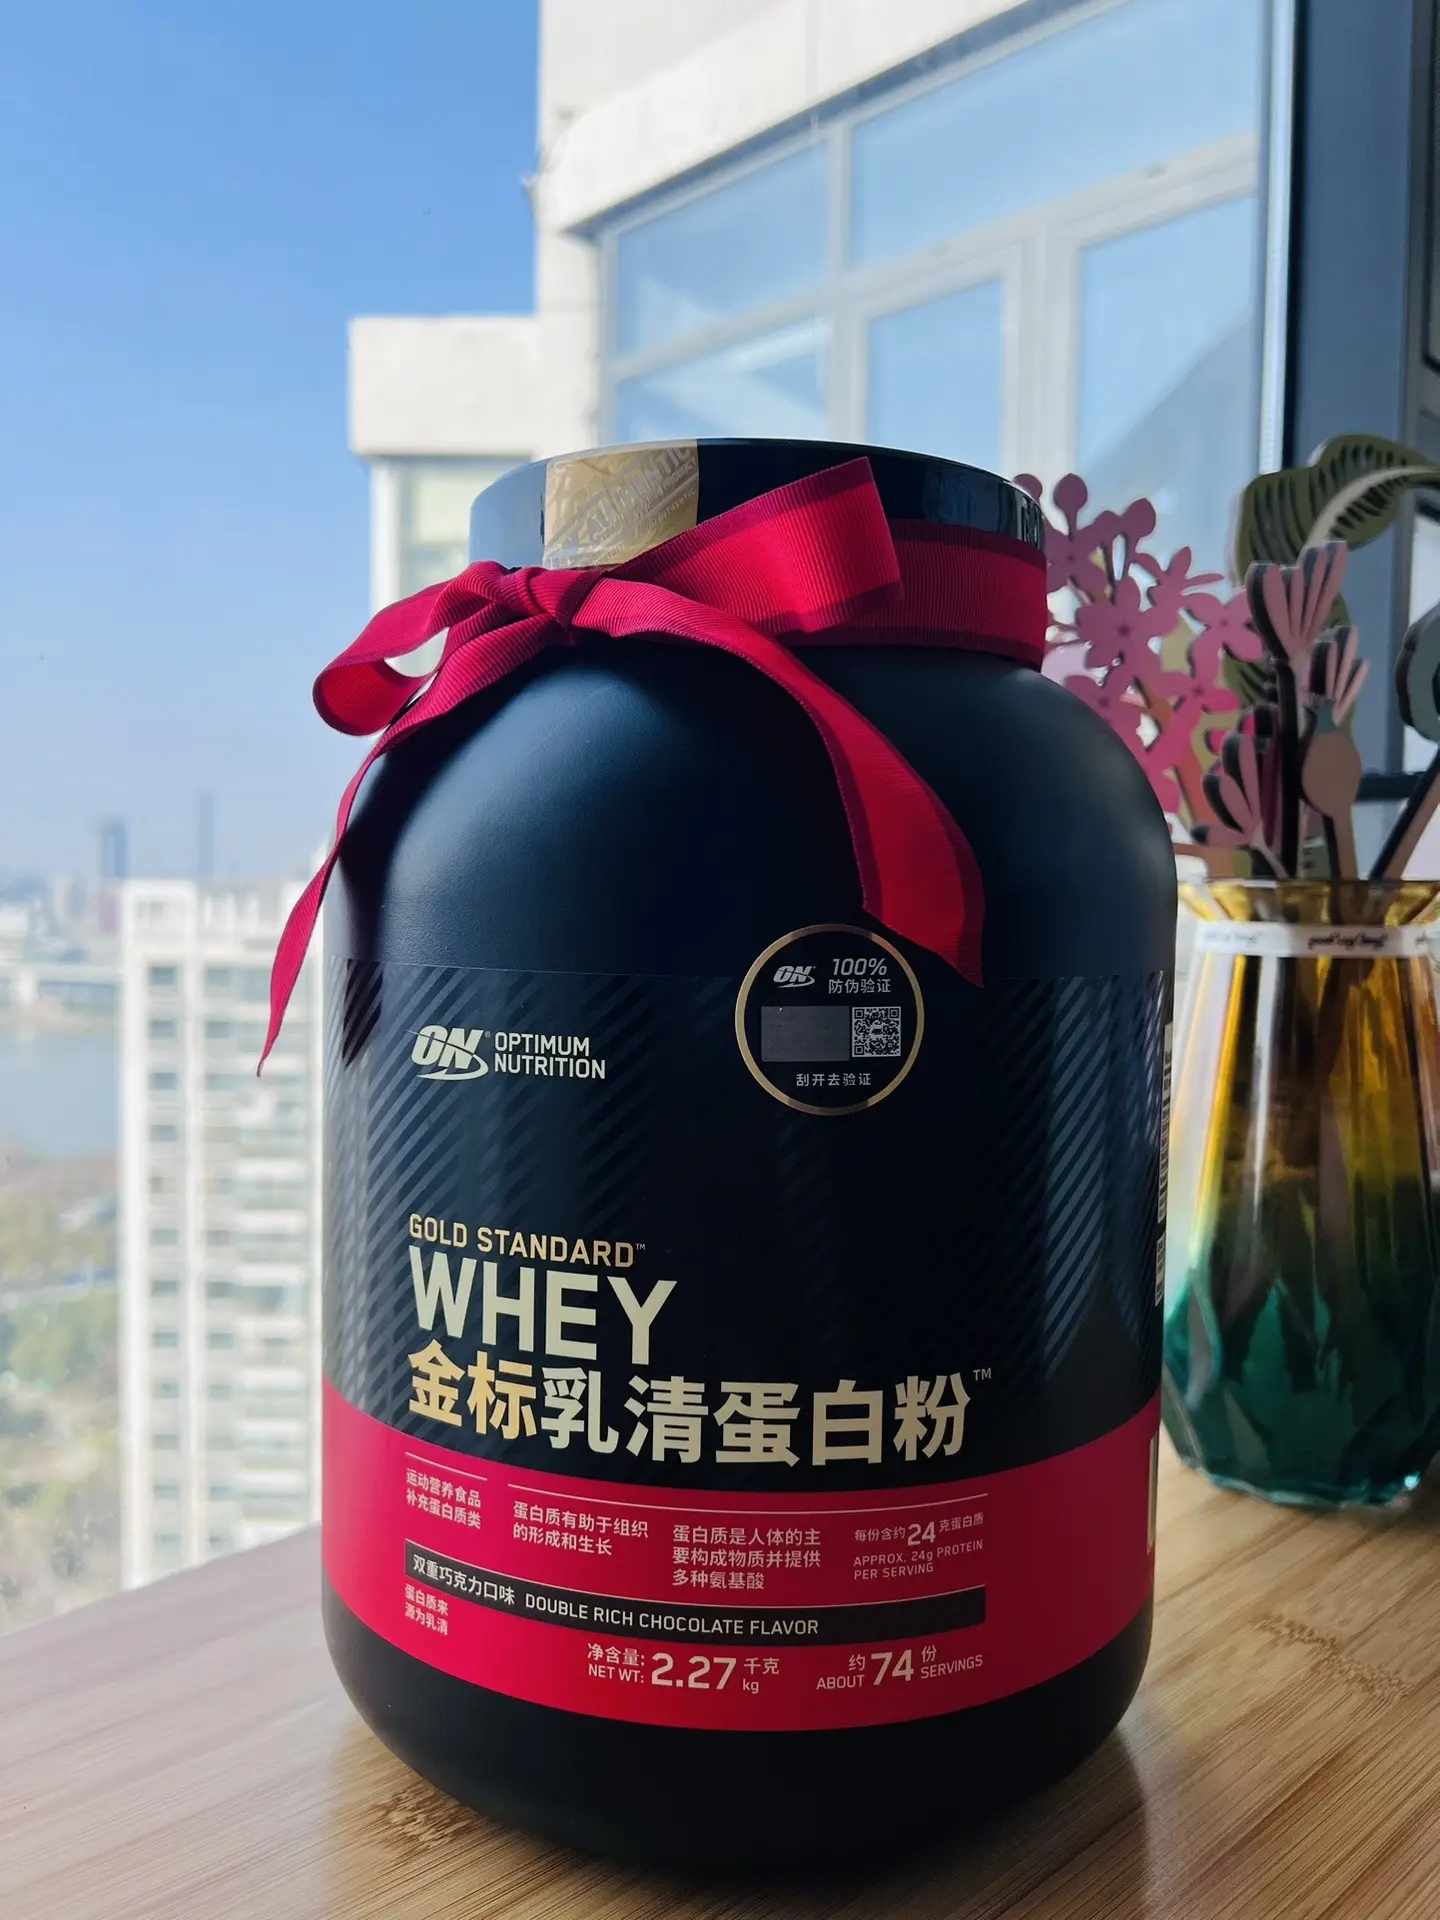 ON
100%
防伪验证
刮开去验证
ON® OPTIMUM
NUTRITION
GOLD STANDARD™
WHEY
金标乳清蛋白粉™
运动营养食品
补充蛋白质类
蛋白质有助于组织
的形成和生长
蛋白质是人体的主
要构成物质并提供
多种氨基酸
每份含约24克蛋白质
APPROX. 24g PROTEIN
PER SERVING
双重巧克力口味 DOUBLE RICH CHOCOLATE FLAVOR
蛋白质来
源为乳清
净含量: 2.27 千克
NET WT: kg
约 74 份
ABOUT SERVINGS